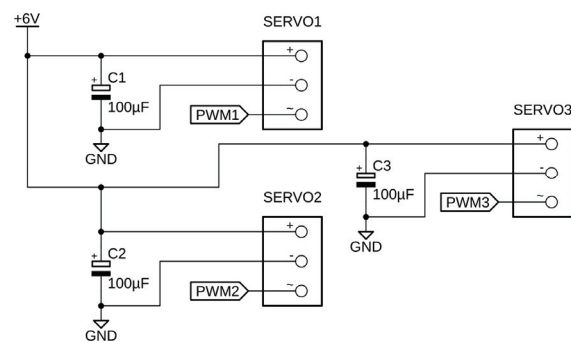 +6V
SERVO1
+
+ C1
-
100µF
~
PWM1
GND
SERVO3
+
+ C3
-
100µF
~
PWM3
GND
SERVO2
+
+ C2
-
100µF
~
PWM2
GND